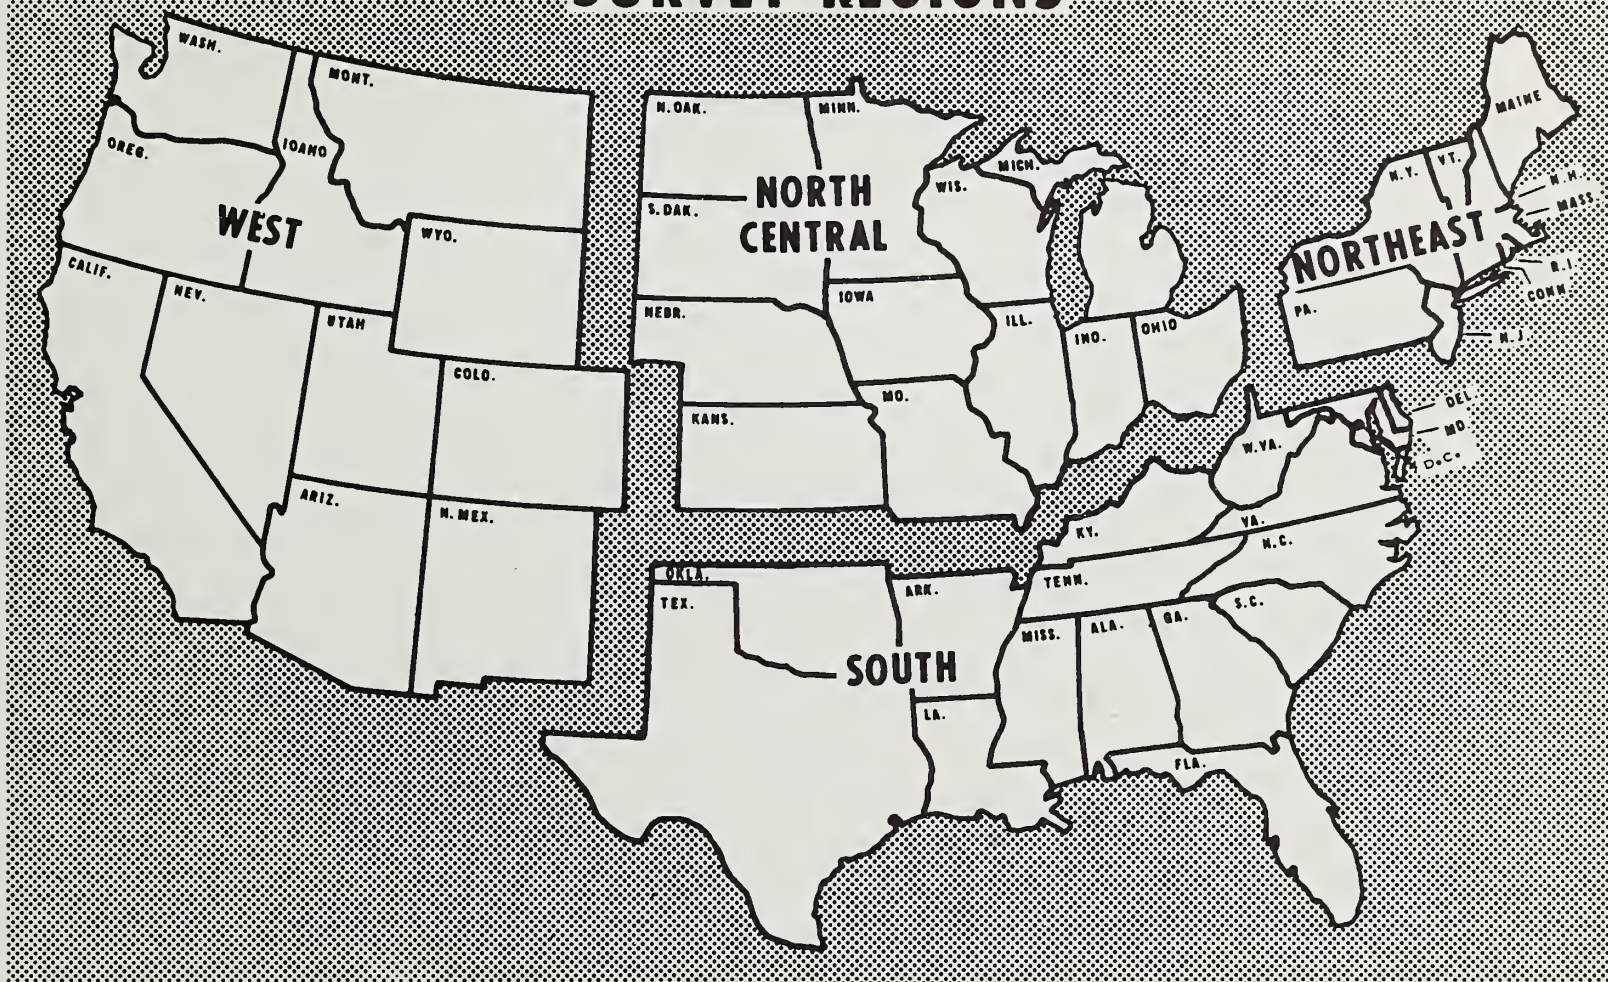 SURVEY REGIONS
WASH.
MONT.
OREG.
IDAHO
WEST
WYO.
CALIF.
NEV.
UTAH
COLO.
ARIZ.
N. MEX.
N. DAK.
MINN.
S. DAK.
NORTH
CENTRAL
WIS.
MICH.
NEBR.
IOWA
ILL.
IND.
OHIO
KANS.
MO.
MAINE
N.Y.
VT.
N.H.
MASS.
NORTHEAST
R.I.
CONN.
PA.
N.J.
DEL.
MD.
D.C.
W.VA.
KY.
VA.
N.C.
TENN.
OKLA.
TEX.
ARK.
S.C.
MISS.
ALA.
GA.
SOUTH
LA.
FLA.